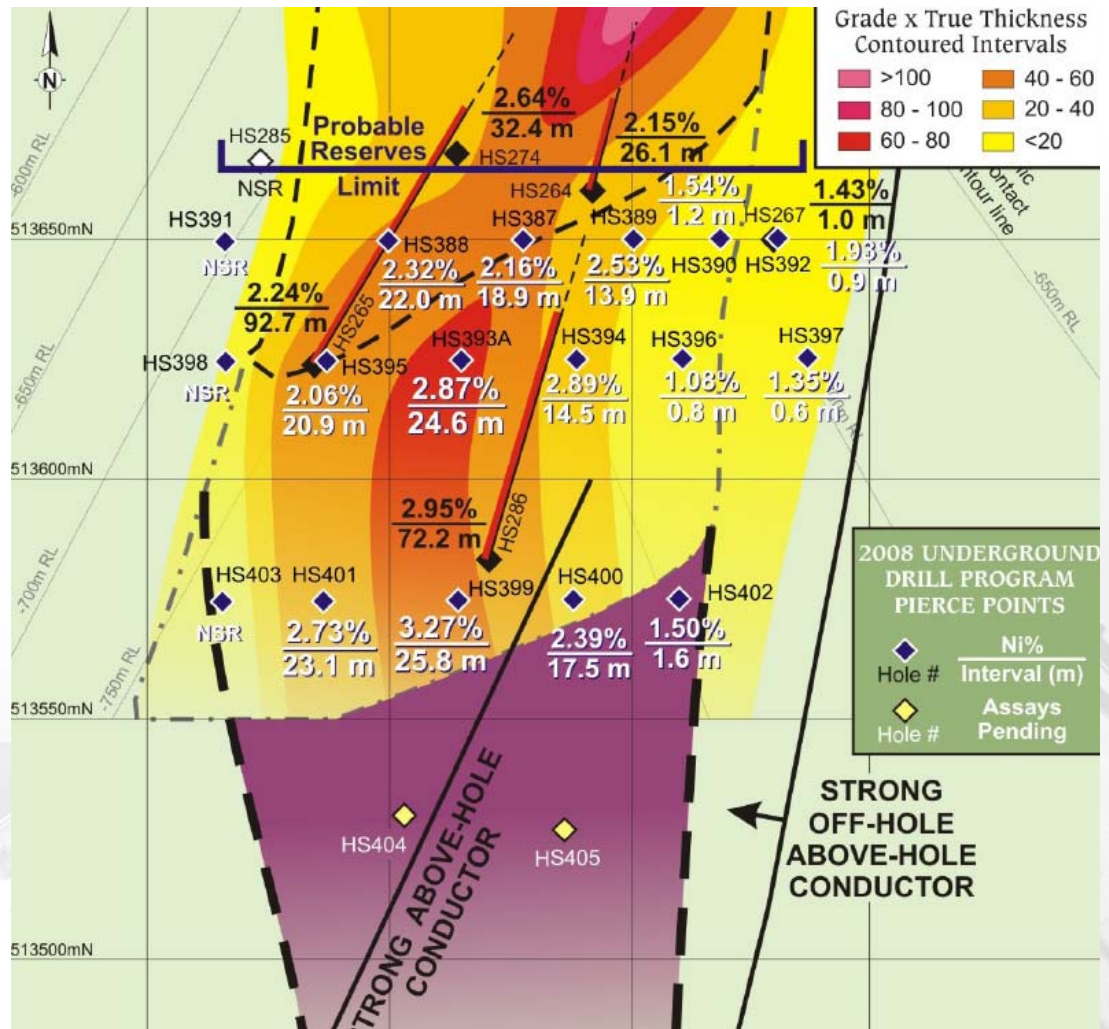 Grade x True Thickness
Contoured Intervals
>100
40 - 60
80 - 100
20 - 40
60 - 80
<20
N
-600m RL
HS285
NSR
Probable
Reserves
Limit
2.64%
32.4 m
HS274
2.15%
26.1 m
HS264
1.54%
1.2 m
1.43%
1.0 m
contact
contour line
513650mN
HS391
NSR
HS388
2.32%
22.0 m
HS387
2.16%
18.9 m
HS389
2.53%
13.9 m
HS390
HS267
HS392
1.93%
0.9 m
-650m RL
-650m RL
2.24%
92.7 m
HS265
HS398
NSR
HS395
2.06%
20.9 m
HS393A
2.87%
24.6 m
HS394
2.89%
14.5 m
HS396
1.08%
0.8 m
HS397
1.35%
0.6 m
513600mN
2.95%
72.2 m
HS286
-700m RL
HS403
NSR
HS401
2.73%
23.1 m
HS399
3.27%
25.8 m
HS400
2.39%
17.5 m
HS402
1.50%
1.6 m
-750m RL
513550mN
2008 UNDERGROUND
DRILL PROGRAM
PIERCE POINTS
Hole #
Ni%
Interval (m)
Hole #
Assays
Pending
HS404
HS405
STRONG ABOVE-HOLE
CONDUCTOR
STRONG
OFF-HOLE
ABOVE-HOLE
CONDUCTOR
513500mN